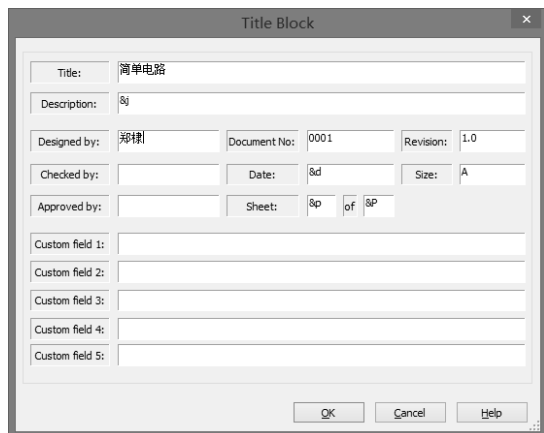 Title Block
Title: 简单电路
Description: &j
Designed by: 郑棣 Document No: 0001 Revision: 1.0
Checked by: Date: &d Size: A
Approved by: Sheet: &p of &P
Custom field 1:
Custom field 2:
Custom field 3:
Custom field 4:
Custom field 5:
OK Cancel Help